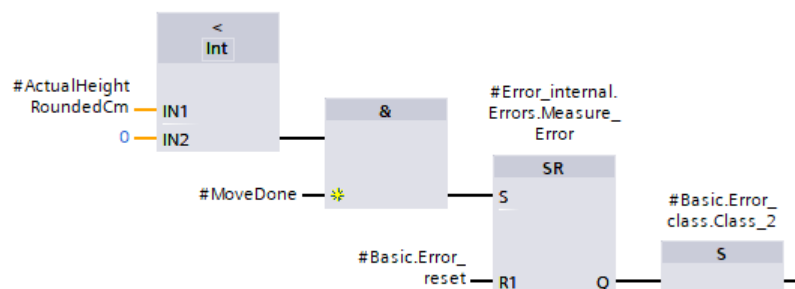 <
Int
#ActualHeight
RoundedCm
IN1
0
IN2
&
#MoveDone
#Error_internal.
Errors.Measure_
Error
SR
S
#Basic.Error_
reset
R1
Q
#Basic.Error_
class.Class_2
S